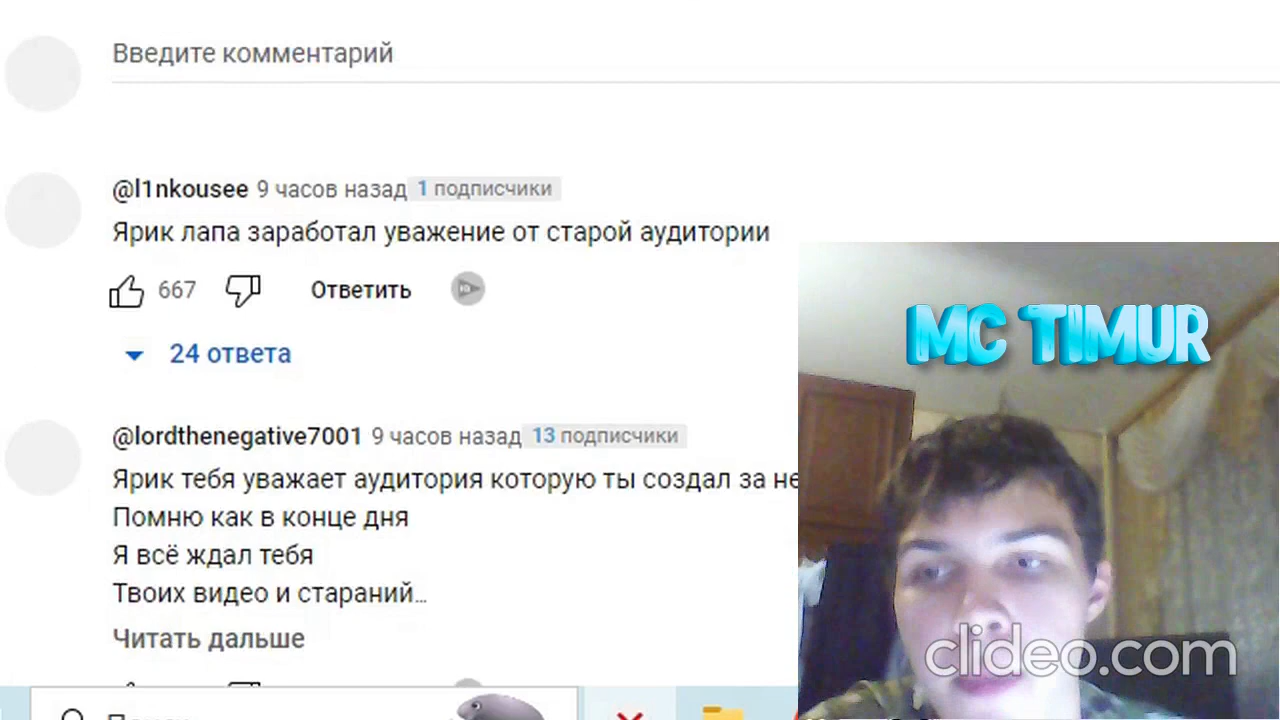 Введите комментарий
@l1nkousee 9 часов назад 1 подписчики
Ярик лапа заработал уважение от старой аудитории
667 Ответить
24 ответа
MC TIMUR
@lordthenegative7001 9 часов назад 13 подписчики
Ярик тебя уважает аудитория которую ты создал за не
Помню как в конце дня
Я всё ждал тебя
Твоих видео и стараний…
Читать дальше
clideo.com